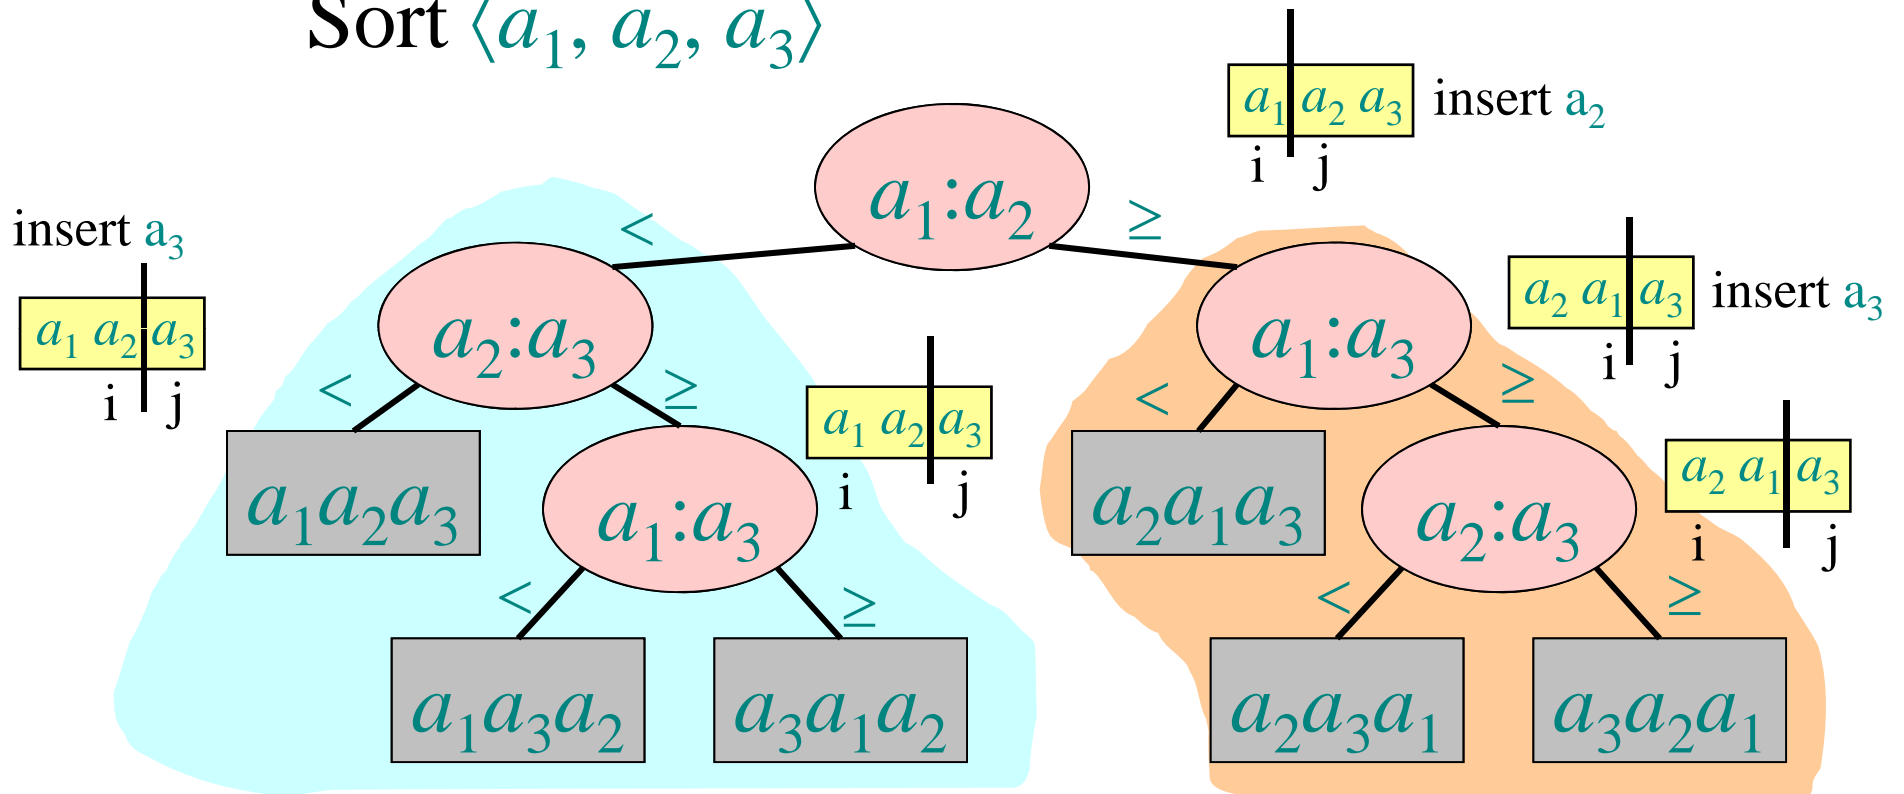 Sort ⟨a₁, a₂, a₃⟩
a₁ a₂ a₃ insert a₂
i j
a₁:a₂
< ≥
insert a₃
a₁ a₂ a₃
i j
a₂:a₃
< ≥
a₁:a₃
< ≥
a₂ a₁ a₃ insert a₃
i j
a₁ a₂ a₃
i j
a₂ a₁ a₃
i j
a₁a₂a₃
a₁:a₃
< ≥
a₂a₁a₃
a₂:a₃
< ≥
a₁a₃a₂
a₃a₁a₂
a₂a₃a₁
a₃a₂a₁